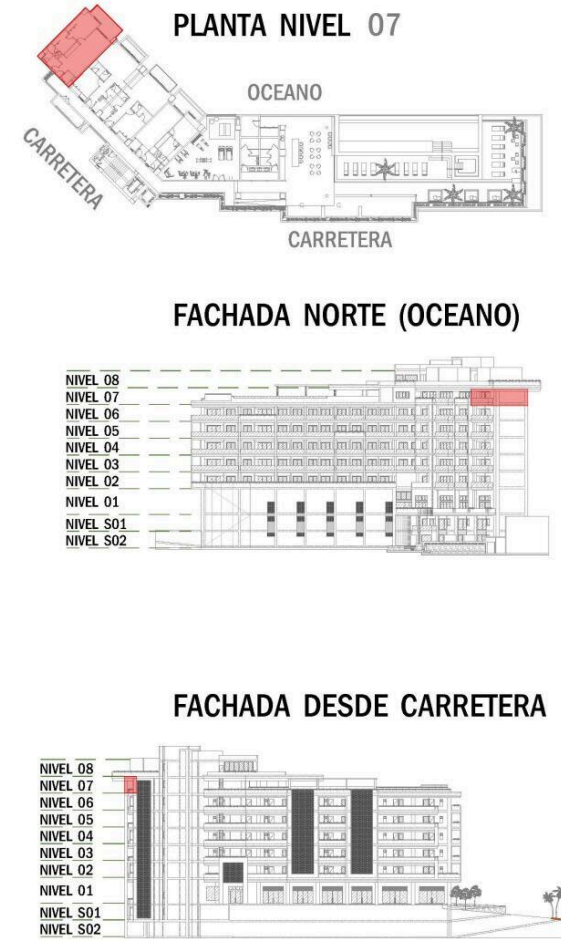 PLANTA NIVEL 07
OCEANO
CARRETERA
CARRETERA
FACHADA NORTE (OCEANO)
NIVEL 08
NIVEL 07
NIVEL 06
NIVEL 05
NIVEL 04
NIVEL 03
NIVEL 02
NIVEL 01
NIVEL S01
NIVEL S02
FACHADA DESDE CARRETERA
NIVEL 08
NIVEL 07
NIVEL 06
NIVEL 05
NIVEL 04
NIVEL 03
NIVEL 02
NIVEL 01
NIVEL S01
NIVEL S02